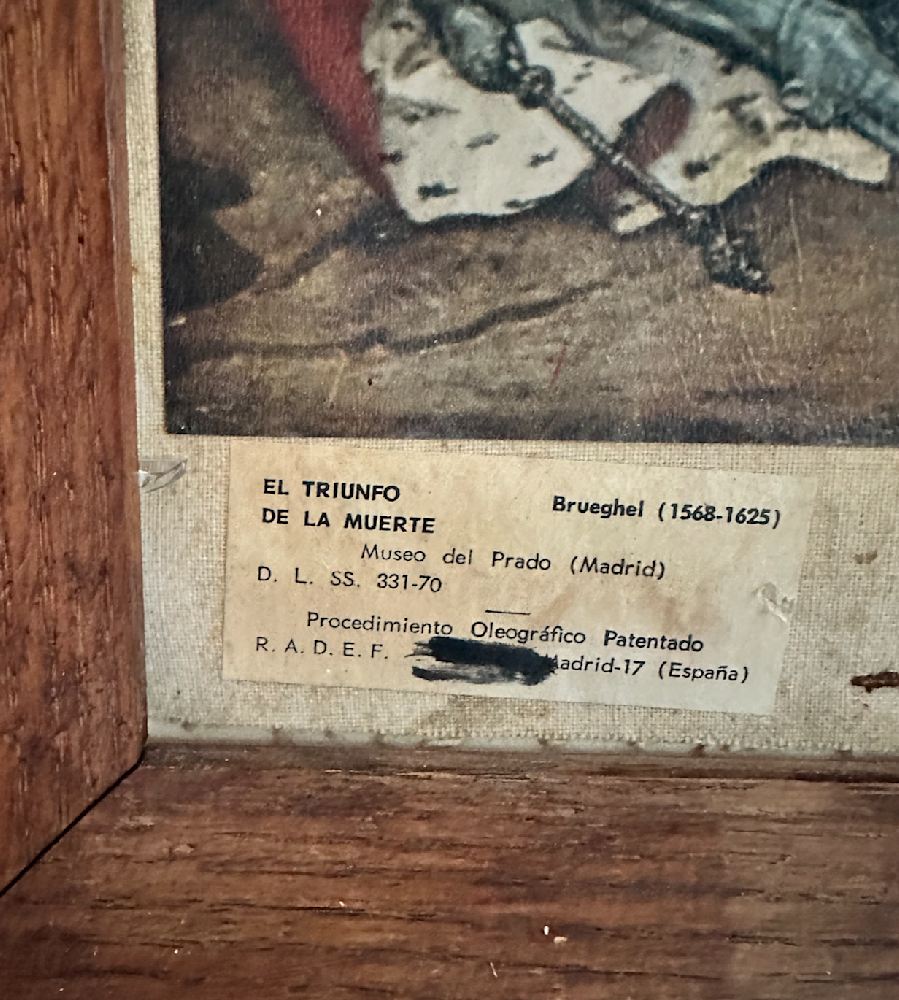 EL TRIUNFO
DE LA MUERTE
Brueghel (1568-1625)
Museo del Prado (Madrid)
D. L. SS. 331-70
Procedimiento Oleográfico Patentado
R. A. D. E. F. Madrid-17 (España)